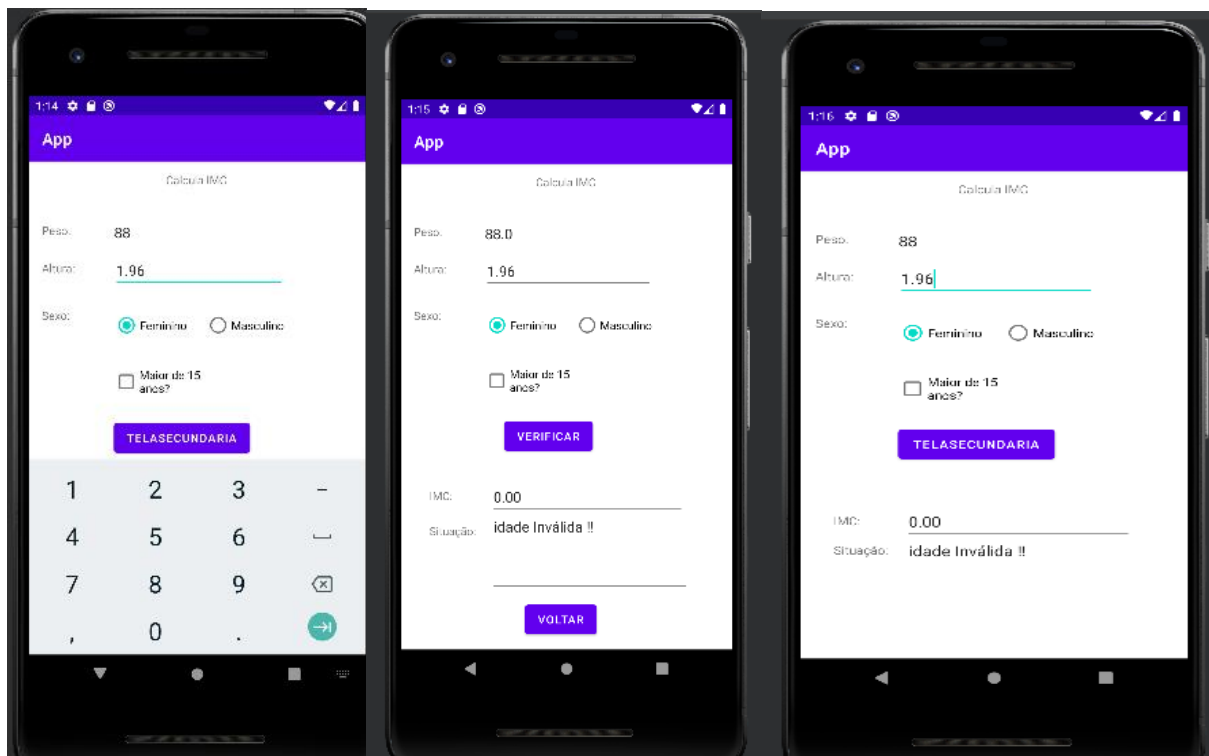 1:14
App
Calcula IMC
Peso: 88
Altura: 1.96
Sexo: Feminino Masculino
Maior de 15
anos?
TELASECUNDARIA
1 2 3 –
4 5 6
7 8 9
, 0 .
1:15
App
Calcula IMC
Peso: 88.0
Altura: 1.96
Sexo: Feminino Masculino
Maior de 15
anos?
VERIFICAR
IMC: 0.00
Situação: idade Inválida !!
VOLTAR
1:16
App
Calcula IMC
Peso: 88
Altura: 1.96
Sexo: Feminino Masculino
Maior de 15
anos?
TELASECUNDARIA
IMC: 0.00
Situação: idade Inválida !!